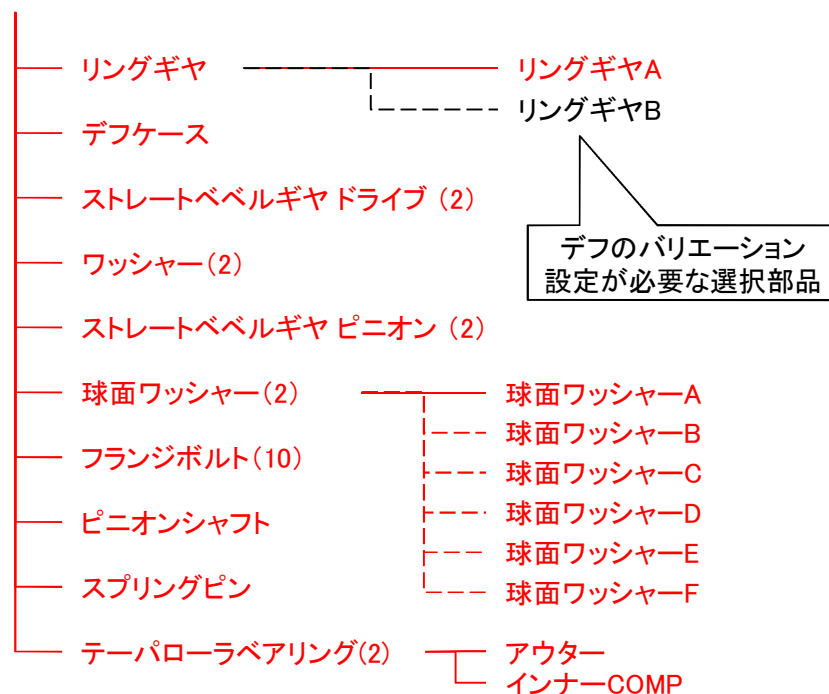 リングギヤ
リングギヤA
リングギヤB
デフケース
ストレートベベルギヤ ドライブ (2)
デフのバリエーション
設定が必要な選択部品
ワッシャー(2)
ストレートベベルギヤ ピニオン (2)
球面ワッシャー(2)
球面ワッシャーA
球面ワッシャーB
球面ワッシャーC
球面ワッシャーD
球面ワッシャーE
球面ワッシャーF
フランジボルト(10)
ピニオンシャフト
スプリングピン
テーパローラベアリング(2)
アウター
インナーCOMP